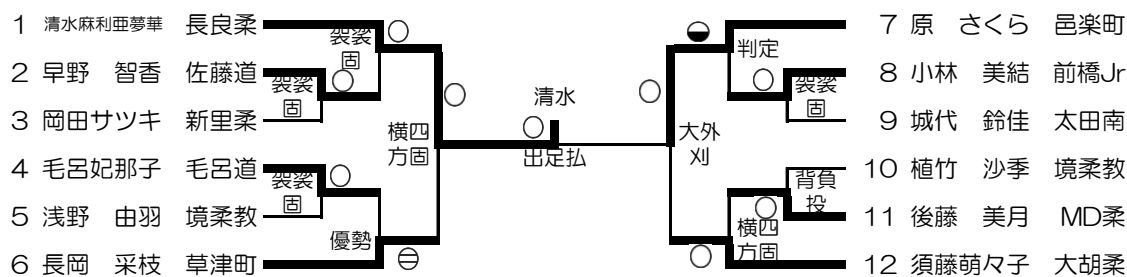 1 清水麻利亜夢華 長良柔
2 早野 智香 佐藤道
3 岡田サツキ 新里柔
4 毛呂妃那子 毛呂道
5 浅野 由羽 境柔教
6 長岡 采枝 草津町
袈裟
固
袈裟
固
袈裟
固
優勢
横四
方固
清水
出足払
大外
刈
判定
袈裟
固
背負
投
横四
方固
7 原 さくら 邑楽町
8 小林 美結 前橋Jr
9 城代 鈴佳 太田南
10 植竹 沙季 境柔教
11 後藤 美月 MD柔
12 須藤萌々子 大胡柔